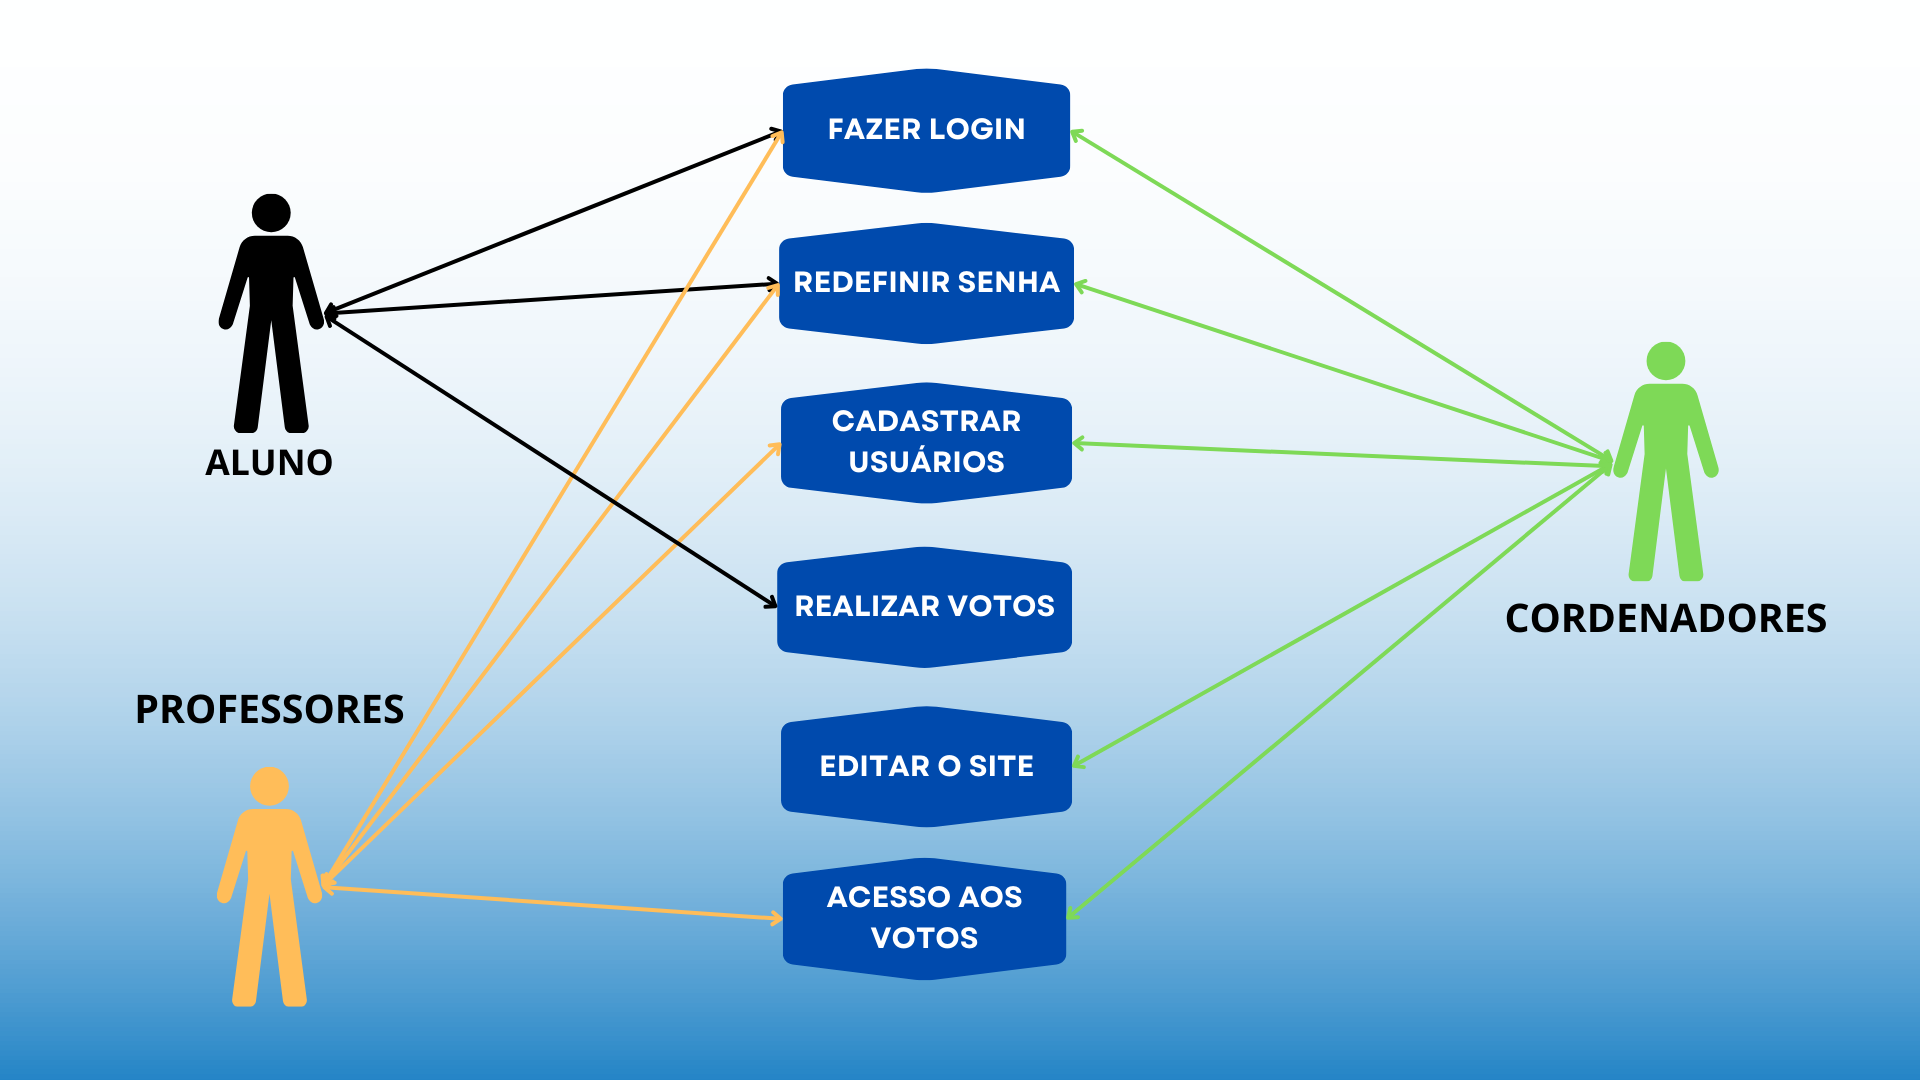 FAZER LOGIN
REDEFINIR SENHA
CADASTRAR
USUÁRIOS
ALUNO
REALIZAR VOTOS
CORDENADORES
PROFESSORES
EDITAR O SITE
ACESSO AOS
VOTOS